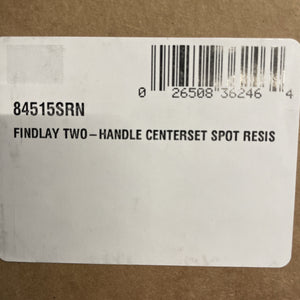 0 26508 36246 4
84515SRN
FINDLAY TWO-HANDLE CENTERSET SPOT RESIS